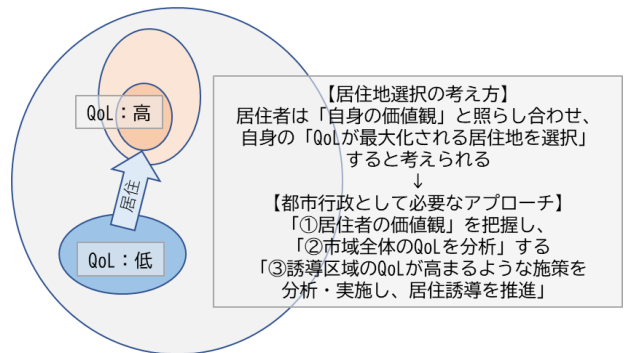 QoL:高
居住
QoL:低
【居住地選択の考え方】
居住者は「自身の価値観」と照らし合わせ、
自身の「QoLが最大化される居住地を選択」
すると考えられる
↓
【都市行政として必要なアプローチ】
「①居住者の価値観」を把握し、
「②市域全体のQoLを分析」する
「③誘導区域のQoLが高まるような施策を
分析・実施し、居住誘導を推進」